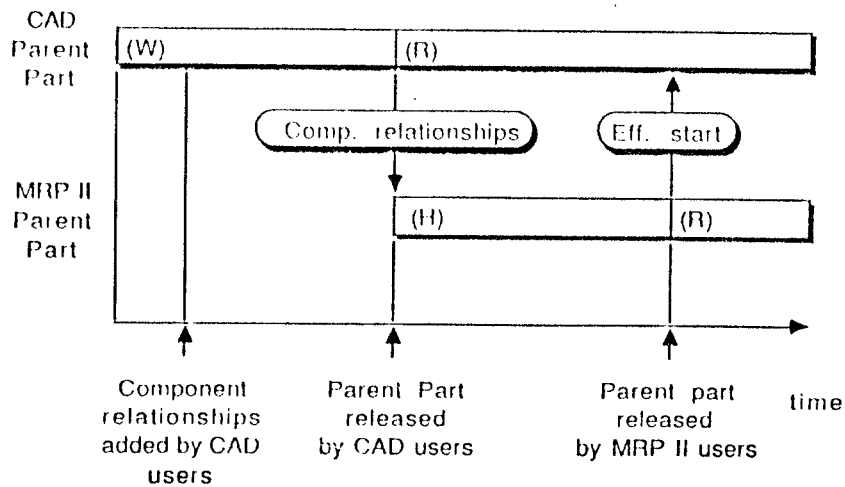 CAD
Parent
Part
(W)
(R)
Comp. relationships
Eff. start
MRP II
Parent
Part
(H)
(R)
Component
relationships
added by CAD
users
Parent Part
released
by CAD users
Parent part
released
by MRP II users
time